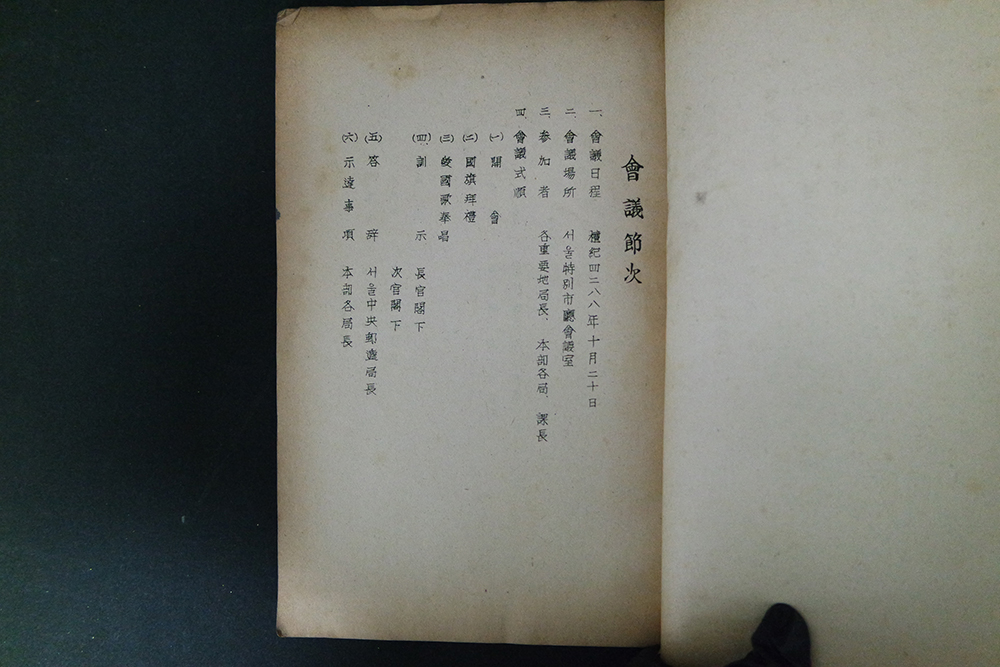 會議節次
一、會議日程 檀紀四二八八年十月二十日
二、會議場所 서울特別市廳會議室
三、參加者 各重要地局長、本部各局、課長
四、會議式順
(一) 開會
(二) 國旗拜禮
(三) 愛國歌奉唱
(四) 訓示 長官閣下
次官閣下
(五) 答辭 서울中央郵遞局長
(六) 示達事項 本部各局長